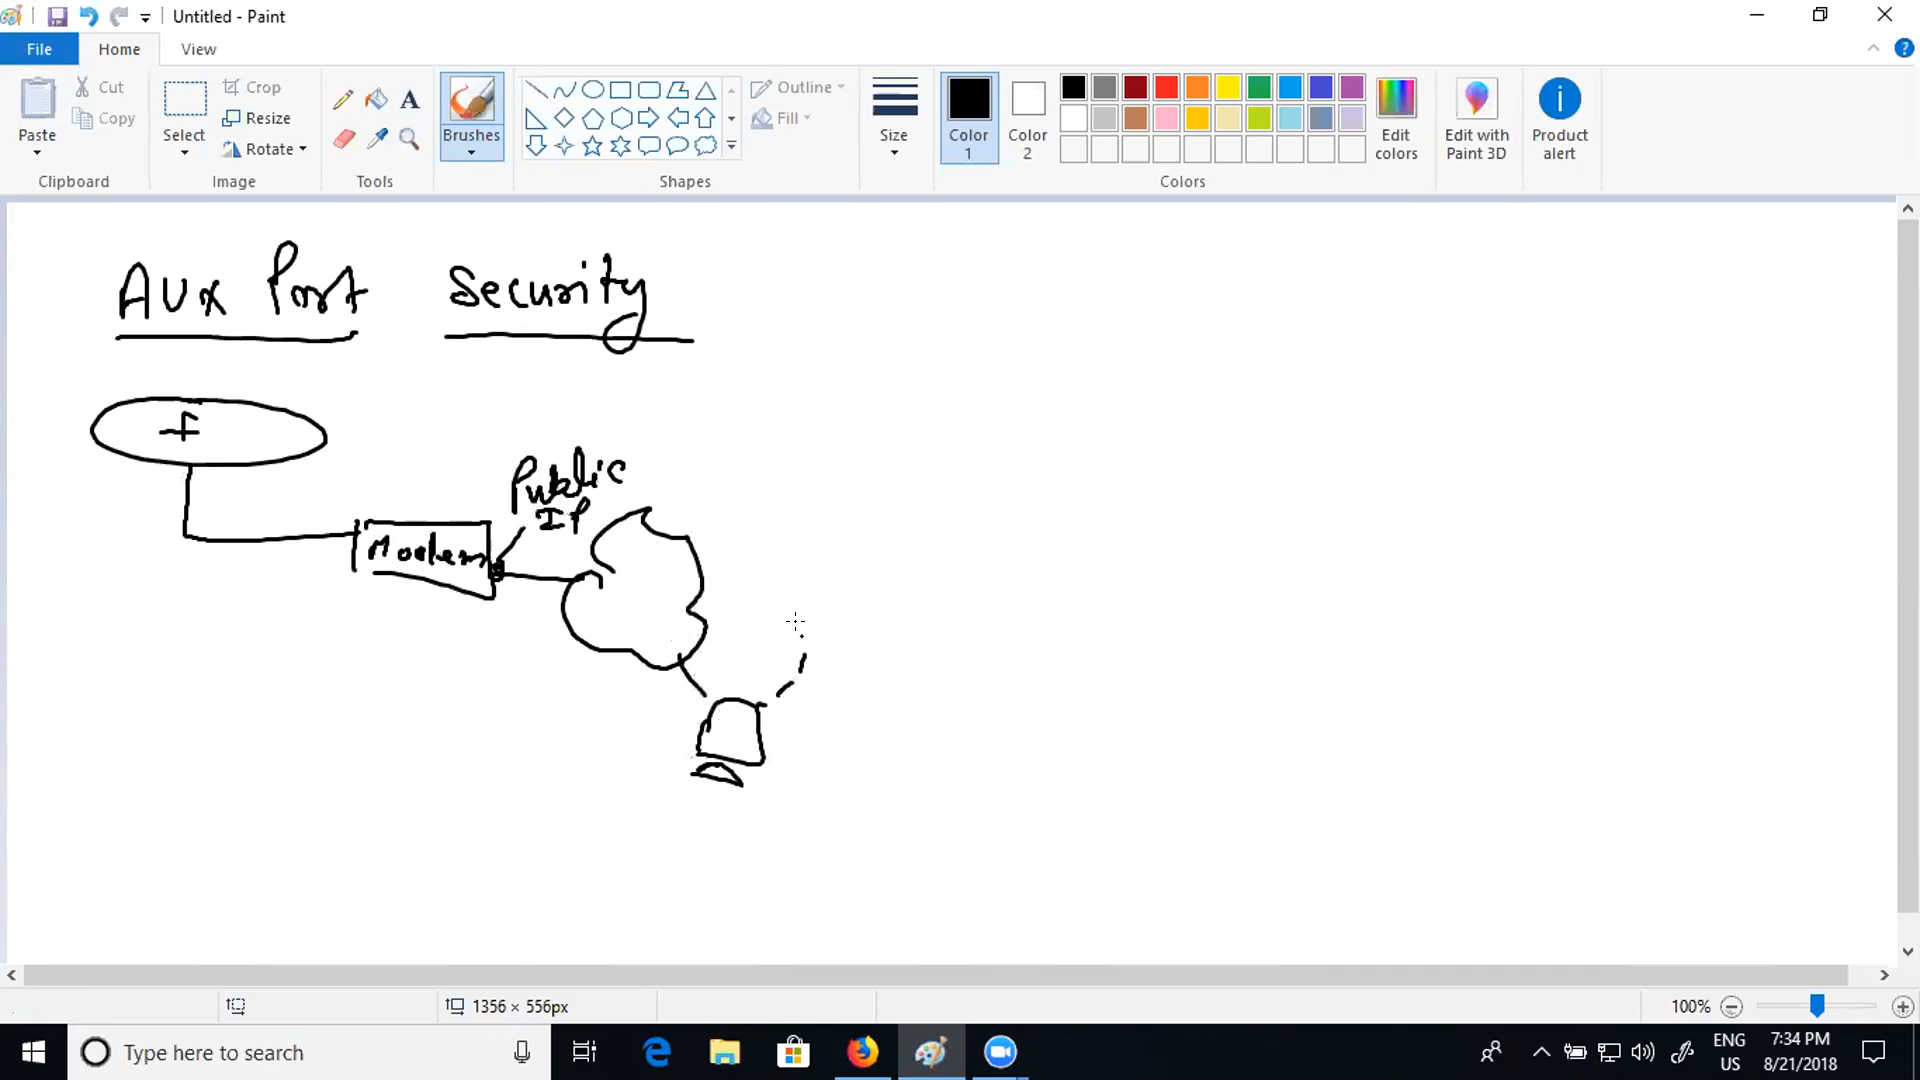 Untitled - Paint
File
Home
View
Paste
Cut
Copy
Clipboard
Select
Crop
Resize
Rotate
Image
A
Tools
Brushes
Shapes
Outline
Fill
Size
Color
1
Color
2
Edit
colors
Colors
Edit with
Paint 3D
Product
alert
Aux Port Security
Public
IP
Modem
1356 × 556px
100%
Type here to search
ENG
US
7:34 PM
8/21/2018